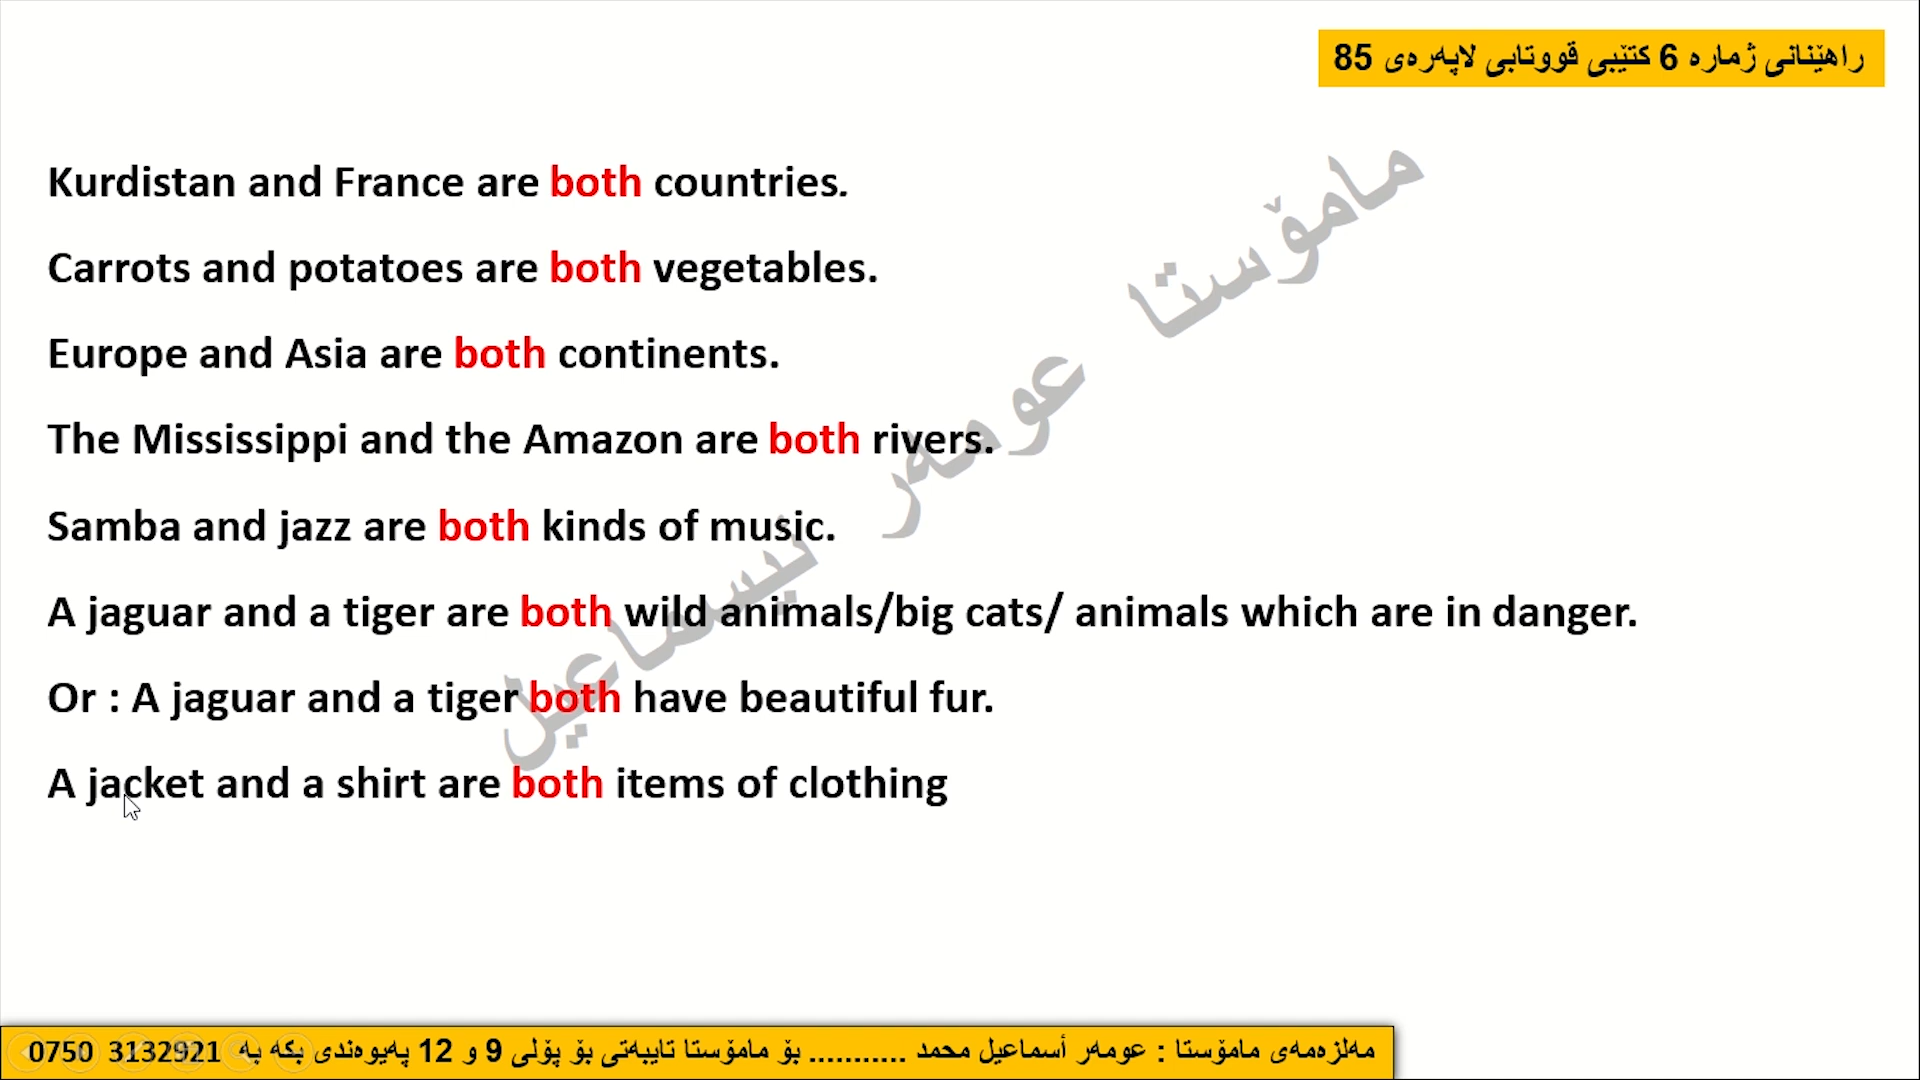 راهێنانی ژماره 6 كتێبی قووتابی لاپەرەی 85
Kurdistan and France are both countries.
Carrots and potatoes are both vegetables.
Europe and Asia are both continents.
The Mississippi and the Amazon are both rivers.
Samba and jazz are both kinds of music.
A jaguar and a tiger are both wild animals/big cats/ animals which are in danger.
Or : A jaguar and a tiger both have beautiful fur.
A jacket and a shirt are both items of clothing
مامۆستا عومەر ئیسماعیل
مەلزەمەی مامۆستا : عومەر أسماعیل محمد ........... بۆ مامۆستا تایبەتی بۆ پۆلی 9 و 12 پەیوەندی بکە بە 3132921 0750